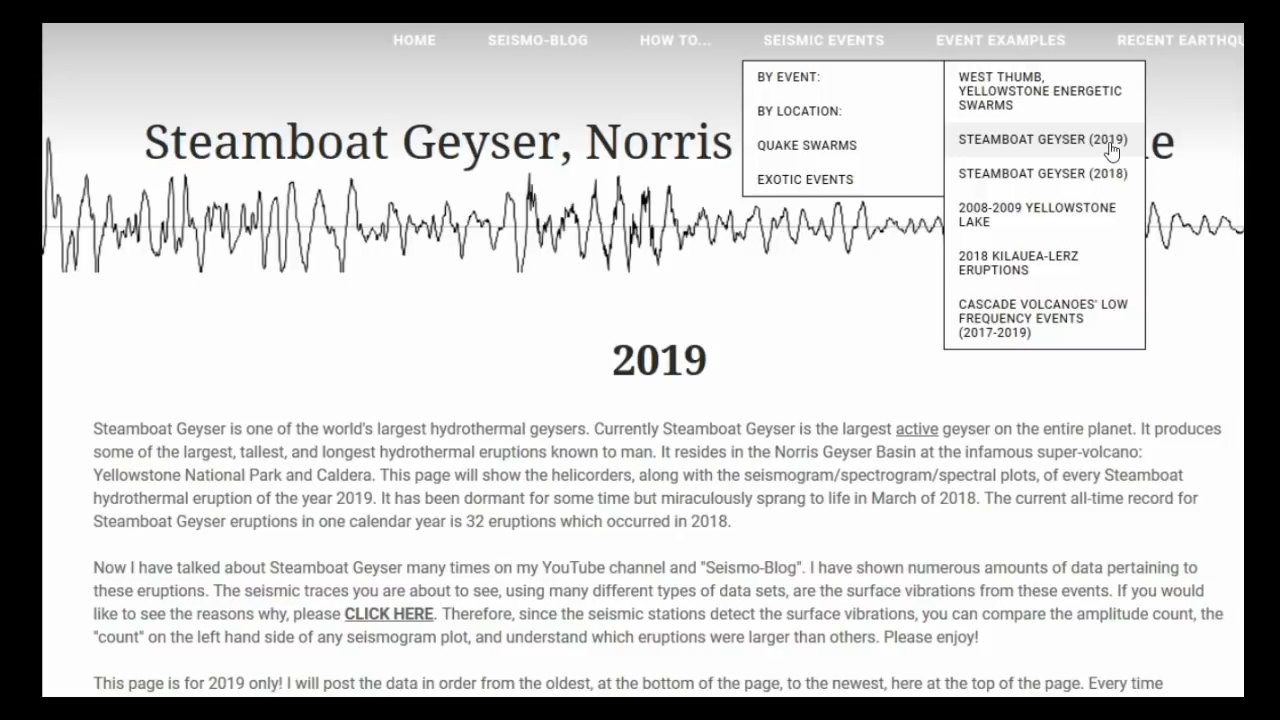 HOME SEISMO-BLOG HOW TO... SEISMIC EVENTS EVENT EXAMPLES RECENT
BY EVENT:
BY LOCATION:
QUAKE SWARMS
EXOTIC EVENTS
WEST THUMB,
YELLOWSTONE ENERGETIC
SWARMS
STEAMBOAT GEYSER (2019)
STEAMBOAT GEYSER (2018)
2008-2009 YELLOWSTONE
LAKE
2018 KILAUEA-LERZ
ERUPTIONS
CASCADE VOLCANOES' LOW
FREQUENCY EVENTS
(2017-2019)
Steamboat Geyser, Norris
2019
Steamboat Geyser is one of the world's largest hydrothermal geysers. Currently Steamboat Geyser is the largest active geyser on the entire planet. It produces
some of the largest, tallest, and longest hydrothermal eruptions known to man. It resides in the Norris Geyser Basin at the infamous super-volcano:
Yellowstone National Park and Caldera. This page will show the helicorders, along with the seismogram/spectrogram/spectral plots, of every Steamboat
hydrothermal eruption of the year 2019. It has been dormant for some time but miraculously sprang to life in March of 2018. The current all-time record for
Steamboat Geyser eruptions in one calendar year is 32 eruptions which occurred in 2018.
Now I have talked about Steamboat Geyser many times on my YouTube channel and "Seismo-Blog". I have shown numerous amounts of data pertaining to
these eruptions. The seismic traces you are about to see, using many different types of data sets, are the surface vibrations from these events. If you would
like to see the reasons why, please CLICK HERE. Therefore, since the seismic stations detect the surface vibrations, you can compare the amplitude count, the
"count" on the left hand side of any seismogram plot, and understand which eruptions were larger than others. Please enjoy!
This page is for 2019 only! I will post the data in order from the oldest, at the bottom of the page, to the newest, here at the top of the page. Every time